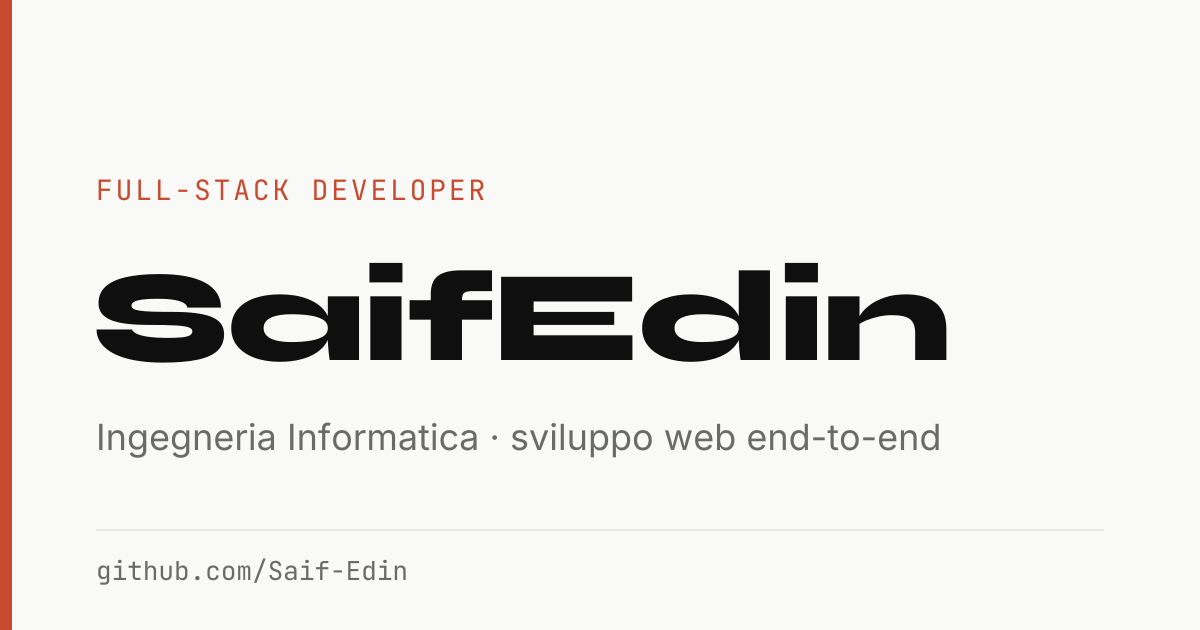 FULL-STACK DEVELOPER
SaifEdin
Ingegneria Informatica · sviluppo web end-to-end
github.com/Saif-Edin